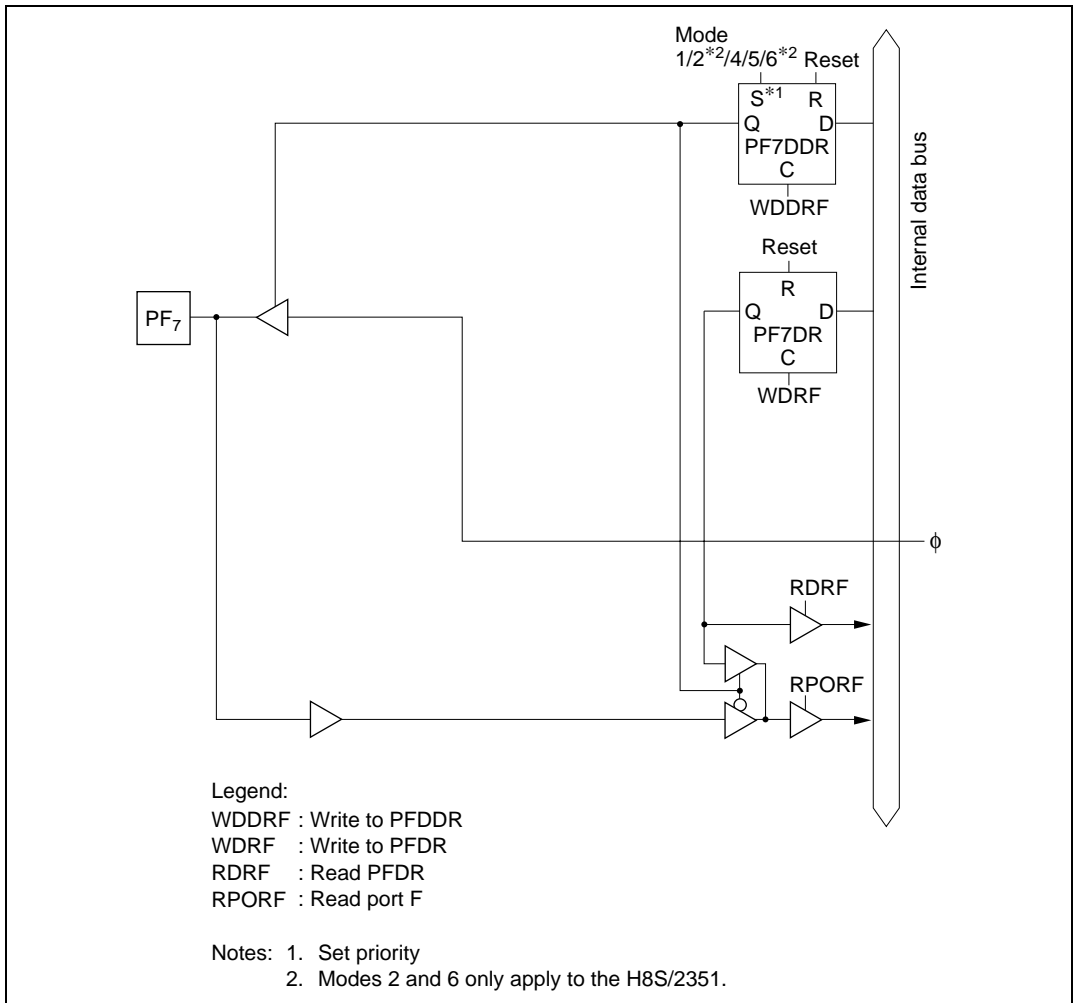 Mode
1/2*2/4/5/6*2 Reset
S*1 R
Q D
PF7DDR
C
WDDRF
Internal data bus
Reset
R
Q D
PF7DR
C
WDRF
PF7
ϕ
RDRF
RPORF
Legend:
WDDRF : Write to PFDDR
WDRF : Write to PFDR
RDRF : Read PFDR
RPORF : Read port F
Notes: 1. Set priority
2. Modes 2 and 6 only apply to the H8S/2351.